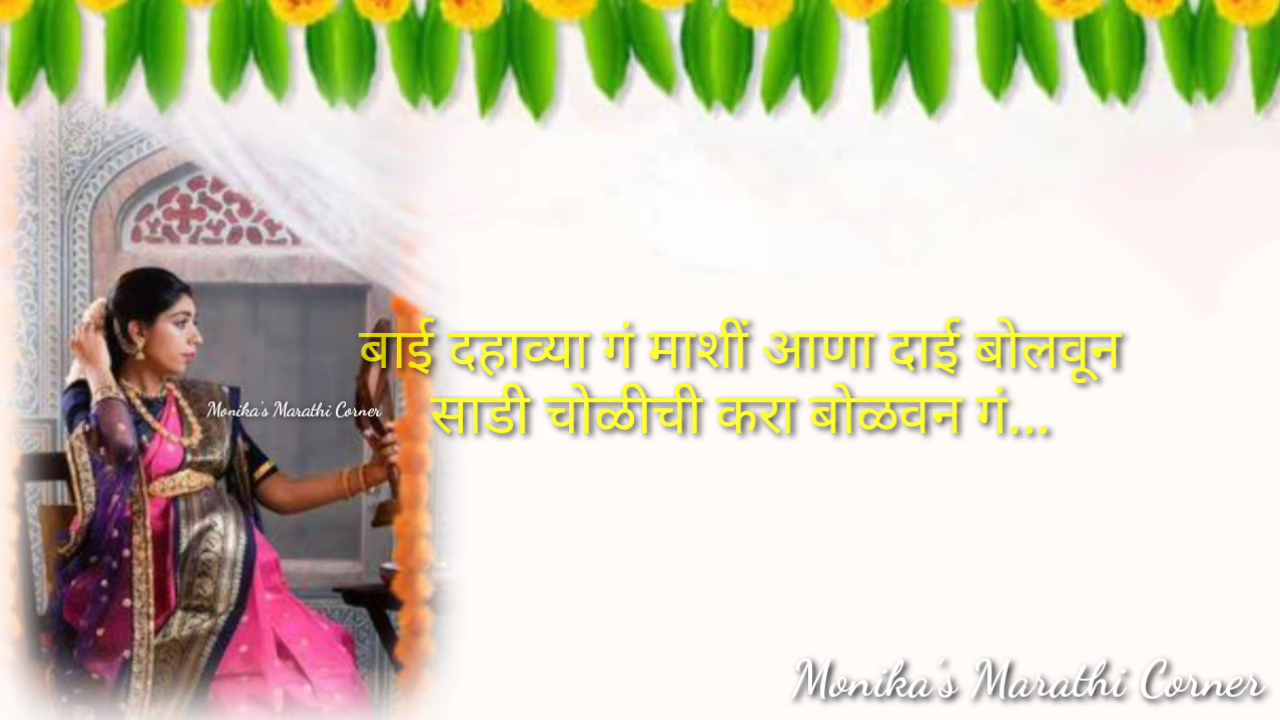 बाई दहाव्या गं माशीं आणा दाई बोलवून
साडी चोळीची करा बोळवन गं...
Monika's Marathi Corner
Monika's Marathi Corner